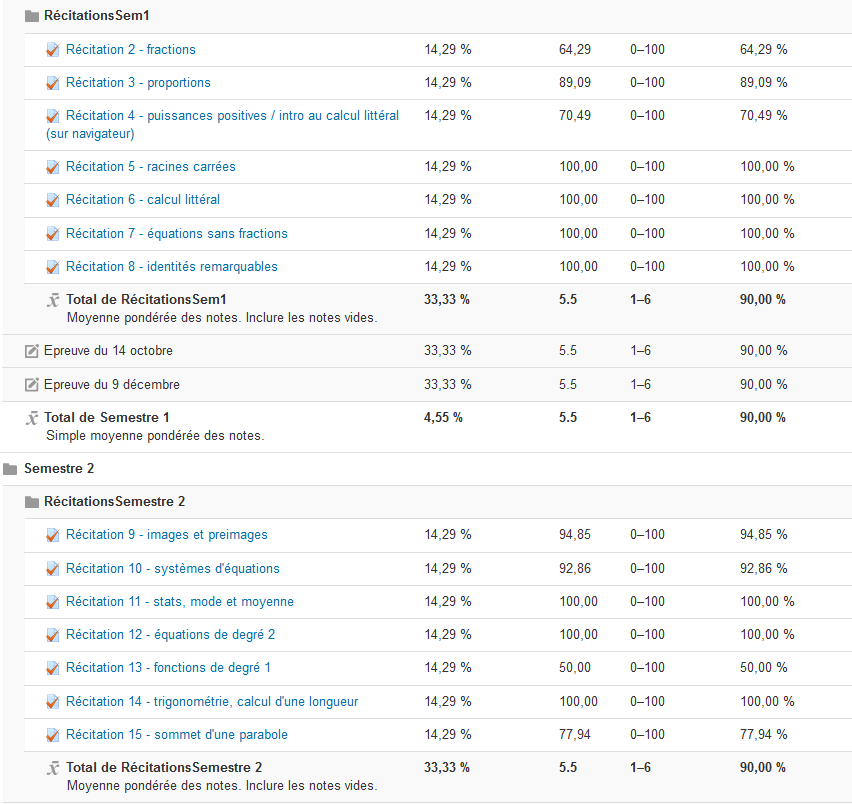 RécitationsSem1
Récitation 2 - fractions 14,29 % 64,29 0–100 64,29 %
Récitation 3 - proportions 14,29 % 89,09 0–100 89,09 %
Récitation 4 - puissances positives / intro au calcul littéral 14,29 % 70,49 0–100 70,49 %
(sur navigateur)
Récitation 5 - racines carrées 14,29 % 100,00 0–100 100,00 %
Récitation 6 - calcul littéral 14,29 % 100,00 0–100 100,00 %
Récitation 7 - équations sans fractions 14,29 % 100,00 0–100 100,00 %
Récitation 8 - identités remarquables 14,29 % 100,00 0–100 100,00 %
Total de RécitationsSem1 33,33 % 5.5 1–6 90,00 %
Moyenne pondérée des notes. Inclure les notes vides.
Epreuve du 14 octobre 33,33 % 5.5 1–6 90,00 %
Epreuve du 9 décembre 33,33 % 5.5 1–6 90,00 %
Total de Semestre 1 4,55 % 5.5 1–6 90,00 %
Simple moyenne pondérée des notes.
Semestre 2
RécitationsSemestre 2
Récitation 9 - images et preimages 14,29 % 94,85 0–100 94,85 %
Récitation 10 - systèmes d'équations 14,29 % 92,86 0–100 92,86 %
Récitation 11 - stats, mode et moyenne 14,29 % 100,00 0–100 100,00 %
Récitation 12 - équations de degré 2 14,29 % 100,00 0–100 100,00 %
Récitation 13 - fonctions de degré 1 14,29 % 50,00 0–100 50,00 %
Récitation 14 - trigonométrie, calcul d'une longueur 14,29 % 100,00 0–100 100,00 %
Récitation 15 - sommet d'une parabole 14,29 % 77,94 0–100 77,94 %
Total de RécitationsSemestre 2 33,33 % 5.5 1–6 90,00 %
Moyenne pondérée des notes. Inclure les notes vides.